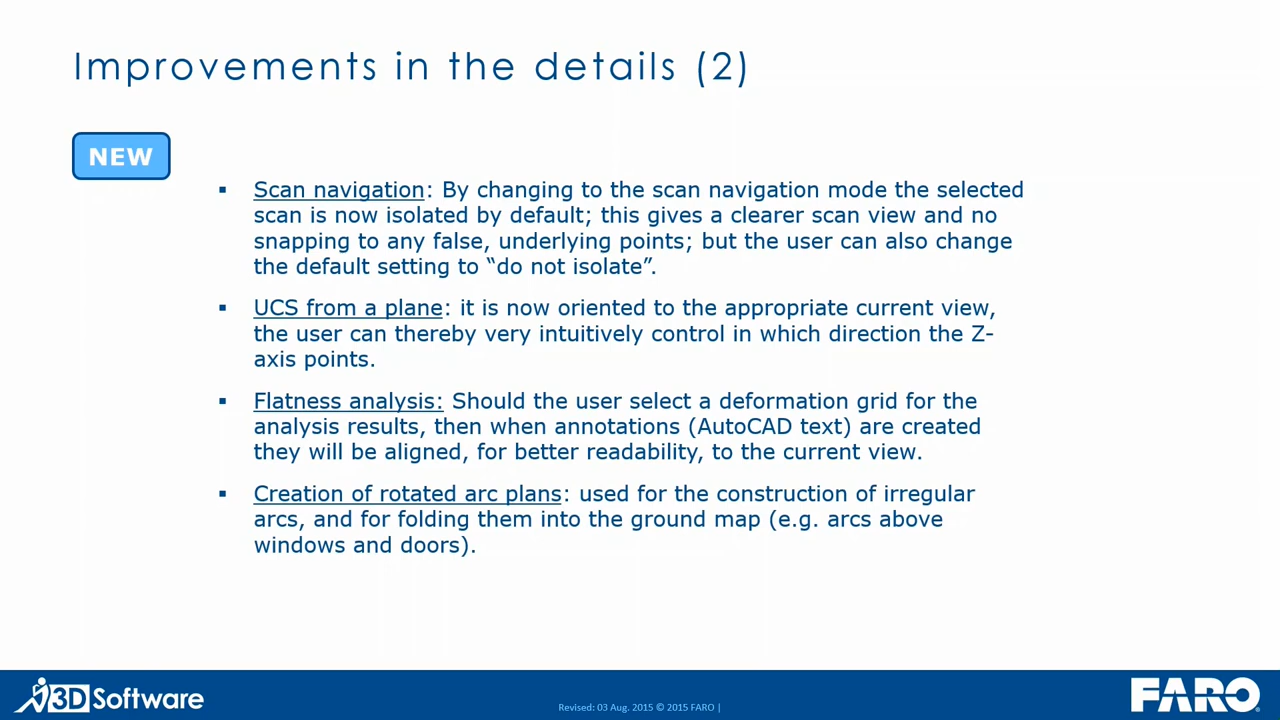 Improvements in the details (2)
NEW
▪ Scan navigation: By changing to the scan navigation mode the selected
scan is now isolated by default; this gives a clearer scan view and no
snapping to any false, underlying points; but the user can also change
the default setting to “do not isolate”.
▪ UCS from a plane: it is now oriented to the appropriate current view,
the user can thereby very intuitively control in which direction the Z-
axis points.
▪ Flatness analysis: Should the user select a deformation grid for the
analysis results, then when annotations (AutoCAD text) are created
they will be aligned, for better readability, to the current view.
▪ Creation of rotated arc plans: used for the construction of irregular
arcs, and for folding them into the ground map (e.g. arcs above
windows and doors).
3D Software
Revised: 03 Aug. 2015 © 2015 FARO |
FARO